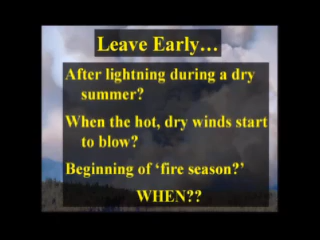 Leave Early…
After lightning during a dry
summer?
When the hot, dry winds start
to blow?
Beginning of ‘fire season?’
WHEN??